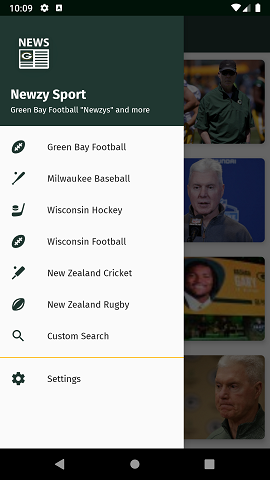 10:09
NEWS
G
Newzy Sport
Green Bay Football "Newzys" and more
Green Bay Football
Milwaukee Baseball
Wisconsin Hockey
Wisconsin Football
New Zealand Cricket
New Zealand Rugby
Custom Search
Settings